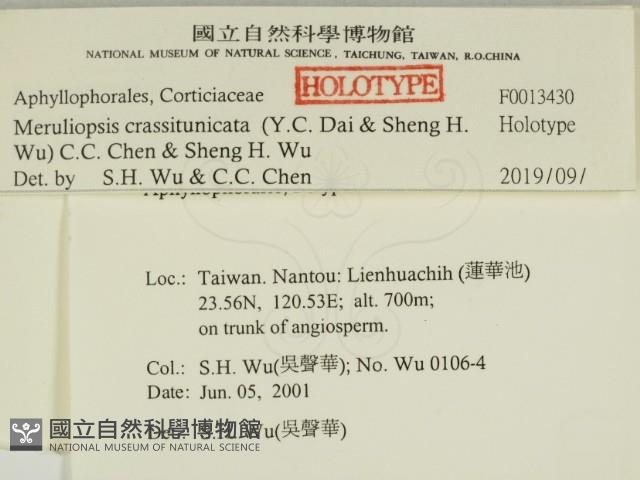 國立自然科學博物館
NATIONAL MUSEUM OF NATURAL SCIENCE, TAICHUNG, TAIWAN, R.O.CHINA
HOLOTYPE
Aphyllophorales, Corticiaceae F0013430
Meruliopsis crassitunicata (Y.C. Dai & Sheng H. Holotype
Wu) C.C. Chen & Sheng H. Wu
Det. by S.H. Wu & C.C. Chen 2019/09/
Loc.: Taiwan. Nantou: Lienhuachih (蓮華池)
23.56N, 120.53E; alt. 700m;
on trunk of angiosperm.
Col.: S.H. Wu(吳聲華); No. Wu 0106-4
Date: Jun. 05, 2001
Wu(吳聲華)
國立自然科學博物館
NATIONAL MUSEUM OF NATURAL SCIENCE